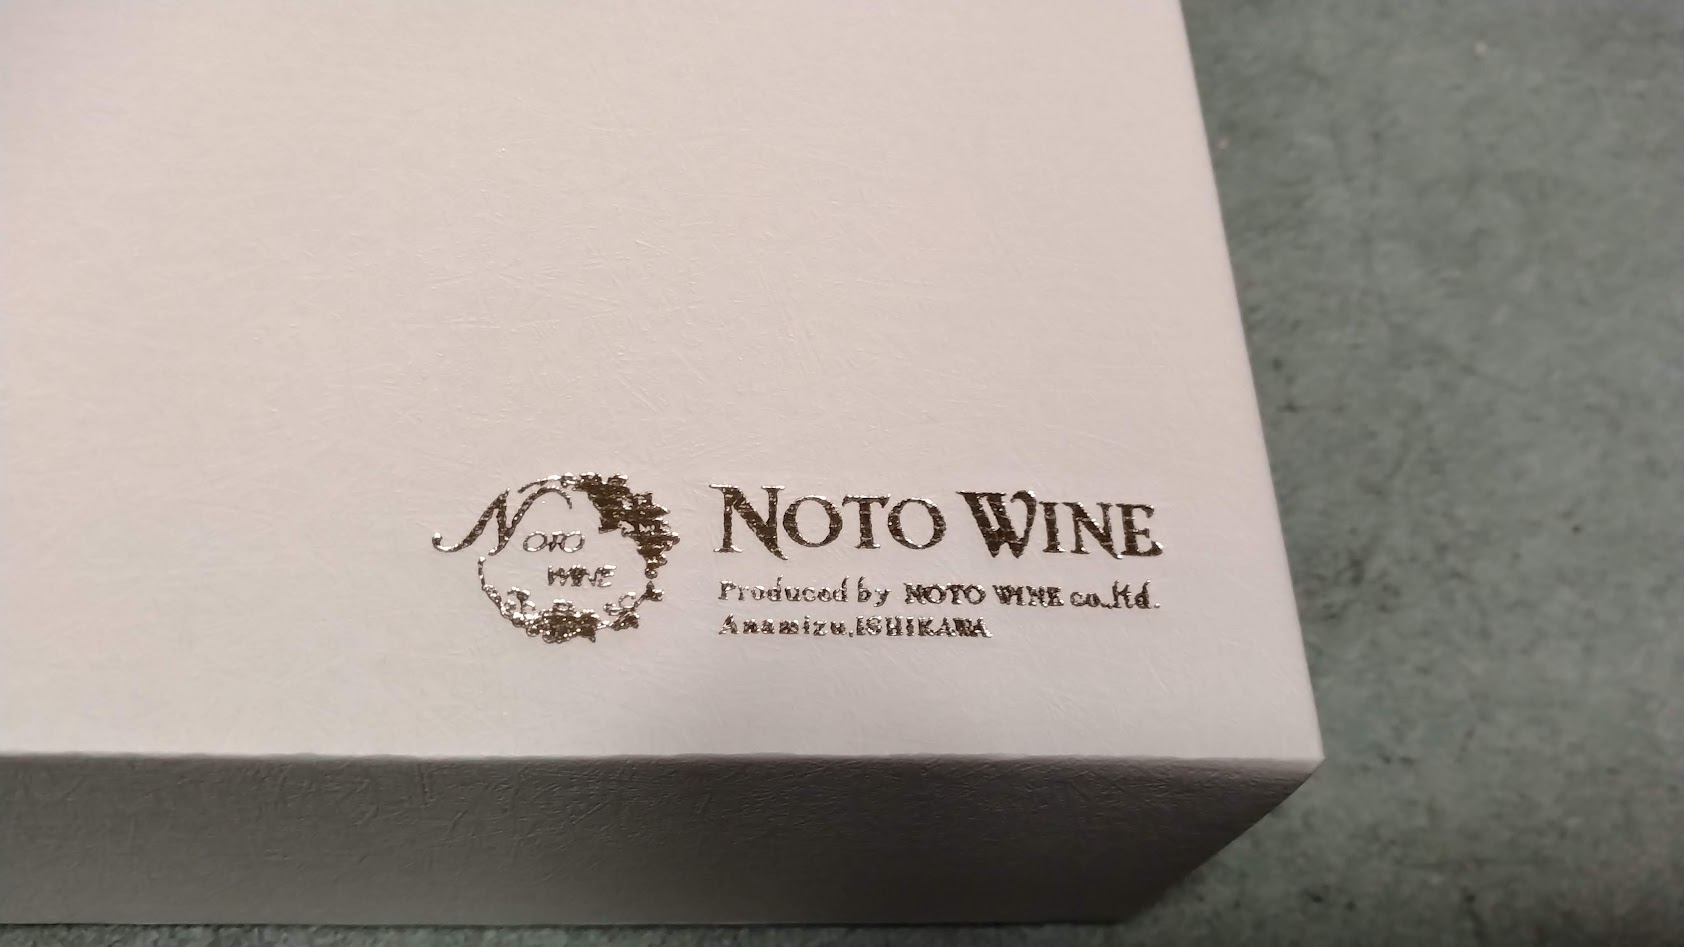 NOTO WINE
NOTO WINE
Produced by NOTO WINE co.,ltd.
Anamizu,ISHIKAWA